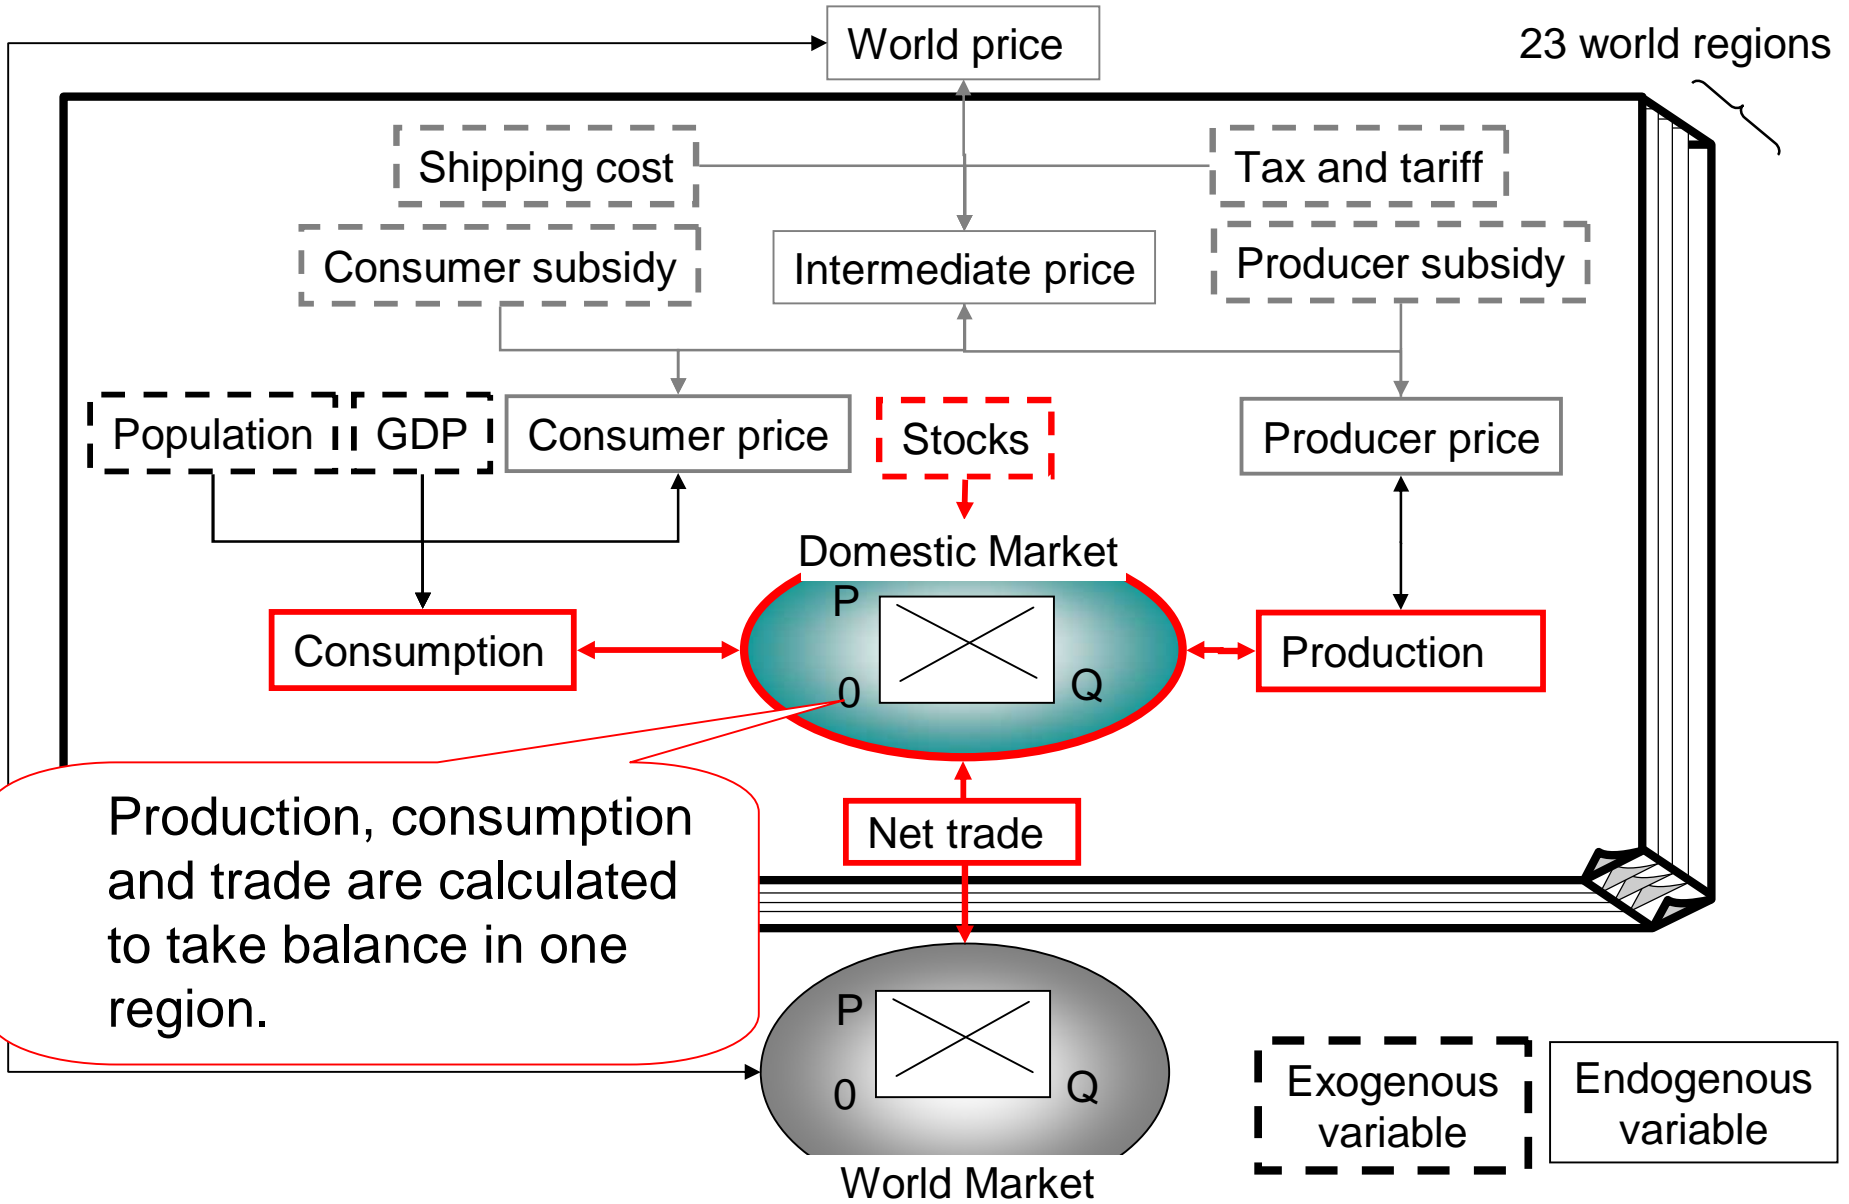 World price
23 world regions
Shipping cost
Tax and tariff
Consumer subsidy
Intermediate price
Producer subsidy
Population
GDP
Consumer price
Stocks
Producer price
Domestic Market
P
0
Q
Consumption
Production
Net trade
Production, consumption
and trade are calculated
to take balance in one
region.
P
0
Q
World Market
Exogenous
variable
Endogenous
variable